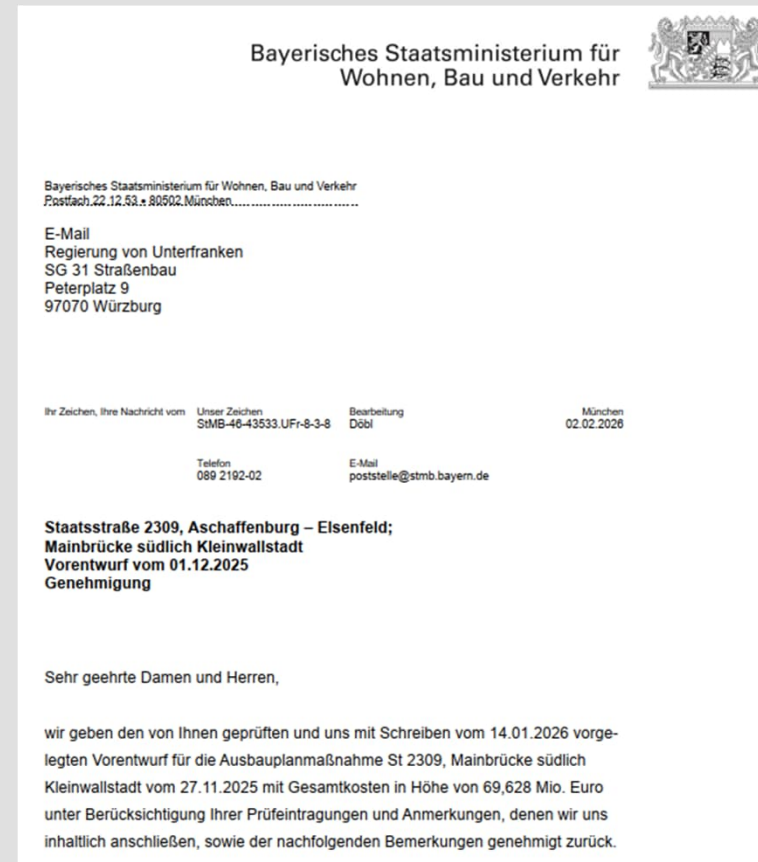 Bayerisches Staatsministerium für
Wohnen, Bau und Verkehr
Bayerisches Staatsministerium für Wohnen, Bau und Verkehr
Postfach 22 12 53 • 80502 München
E-Mail
Regierung von Unterfranken
SG 31 Straßenbau
Peterplatz 9
97070 Würzburg
Ihr Zeichen, Ihre Nachricht vom Unser Zeichen Bearbeitung München
StMB-46-43533.UFr-8-3-8 Döbl 02.02.2026
Telefon E-Mail
089 2192-02 poststelle@stmb.bayern.de
Staatsstraße 2309, Aschaffenburg – Elsenfeld;
Mainbrücke südlich Kleinwallstadt
Vorentwurf vom 01.12.2025
Genehmigung
Sehr geehrte Damen und Herren,
wir geben den von Ihnen geprüften und uns mit Schreiben vom 14.01.2026 vorge-
legten Vorentwurf für die Ausbauplanmaßnahme St 2309, Mainbrücke südlich
Kleinwallstadt vom 27.11.2025 mit Gesamtkosten in Höhe von 69,628 Mio. Euro
unter Berücksichtigung Ihrer Prüfeintragungen und Anmerkungen, denen wir uns
inhaltlich anschließen, sowie der nachfolgenden Bemerkungen genehmigt zurück.